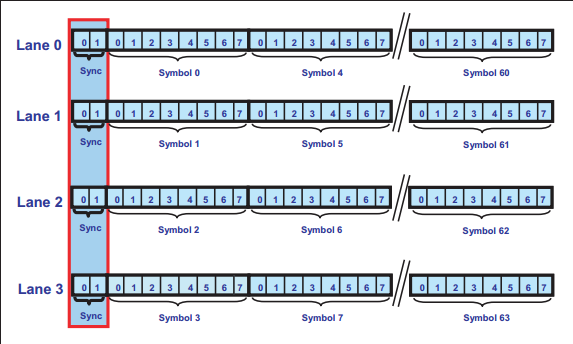 Lane 0 0 1 0 1 2 3 4 5 6 7 0 1 2 3 4 5 6 7 0 1 2 3 4 5 6 7
Sync Symbol 0 Symbol 4 Symbol 60
Lane 1 0 1 0 1 2 3 4 5 6 7 0 1 2 3 4 5 6 7 0 1 2 3 4 5 6 7
Sync Symbol 1 Symbol 5 Symbol 61
Lane 2 0 1 0 1 2 3 4 5 6 7 0 1 2 3 4 5 6 7 0 1 2 3 4 5 6 7
Sync Symbol 2 Symbol 6 Symbol 62
Lane 3 0 1 0 1 2 3 4 5 6 7 0 1 2 3 4 5 6 7 0 1 2 3 4 5 6 7
Sync Symbol 3 Symbol 7 Symbol 63